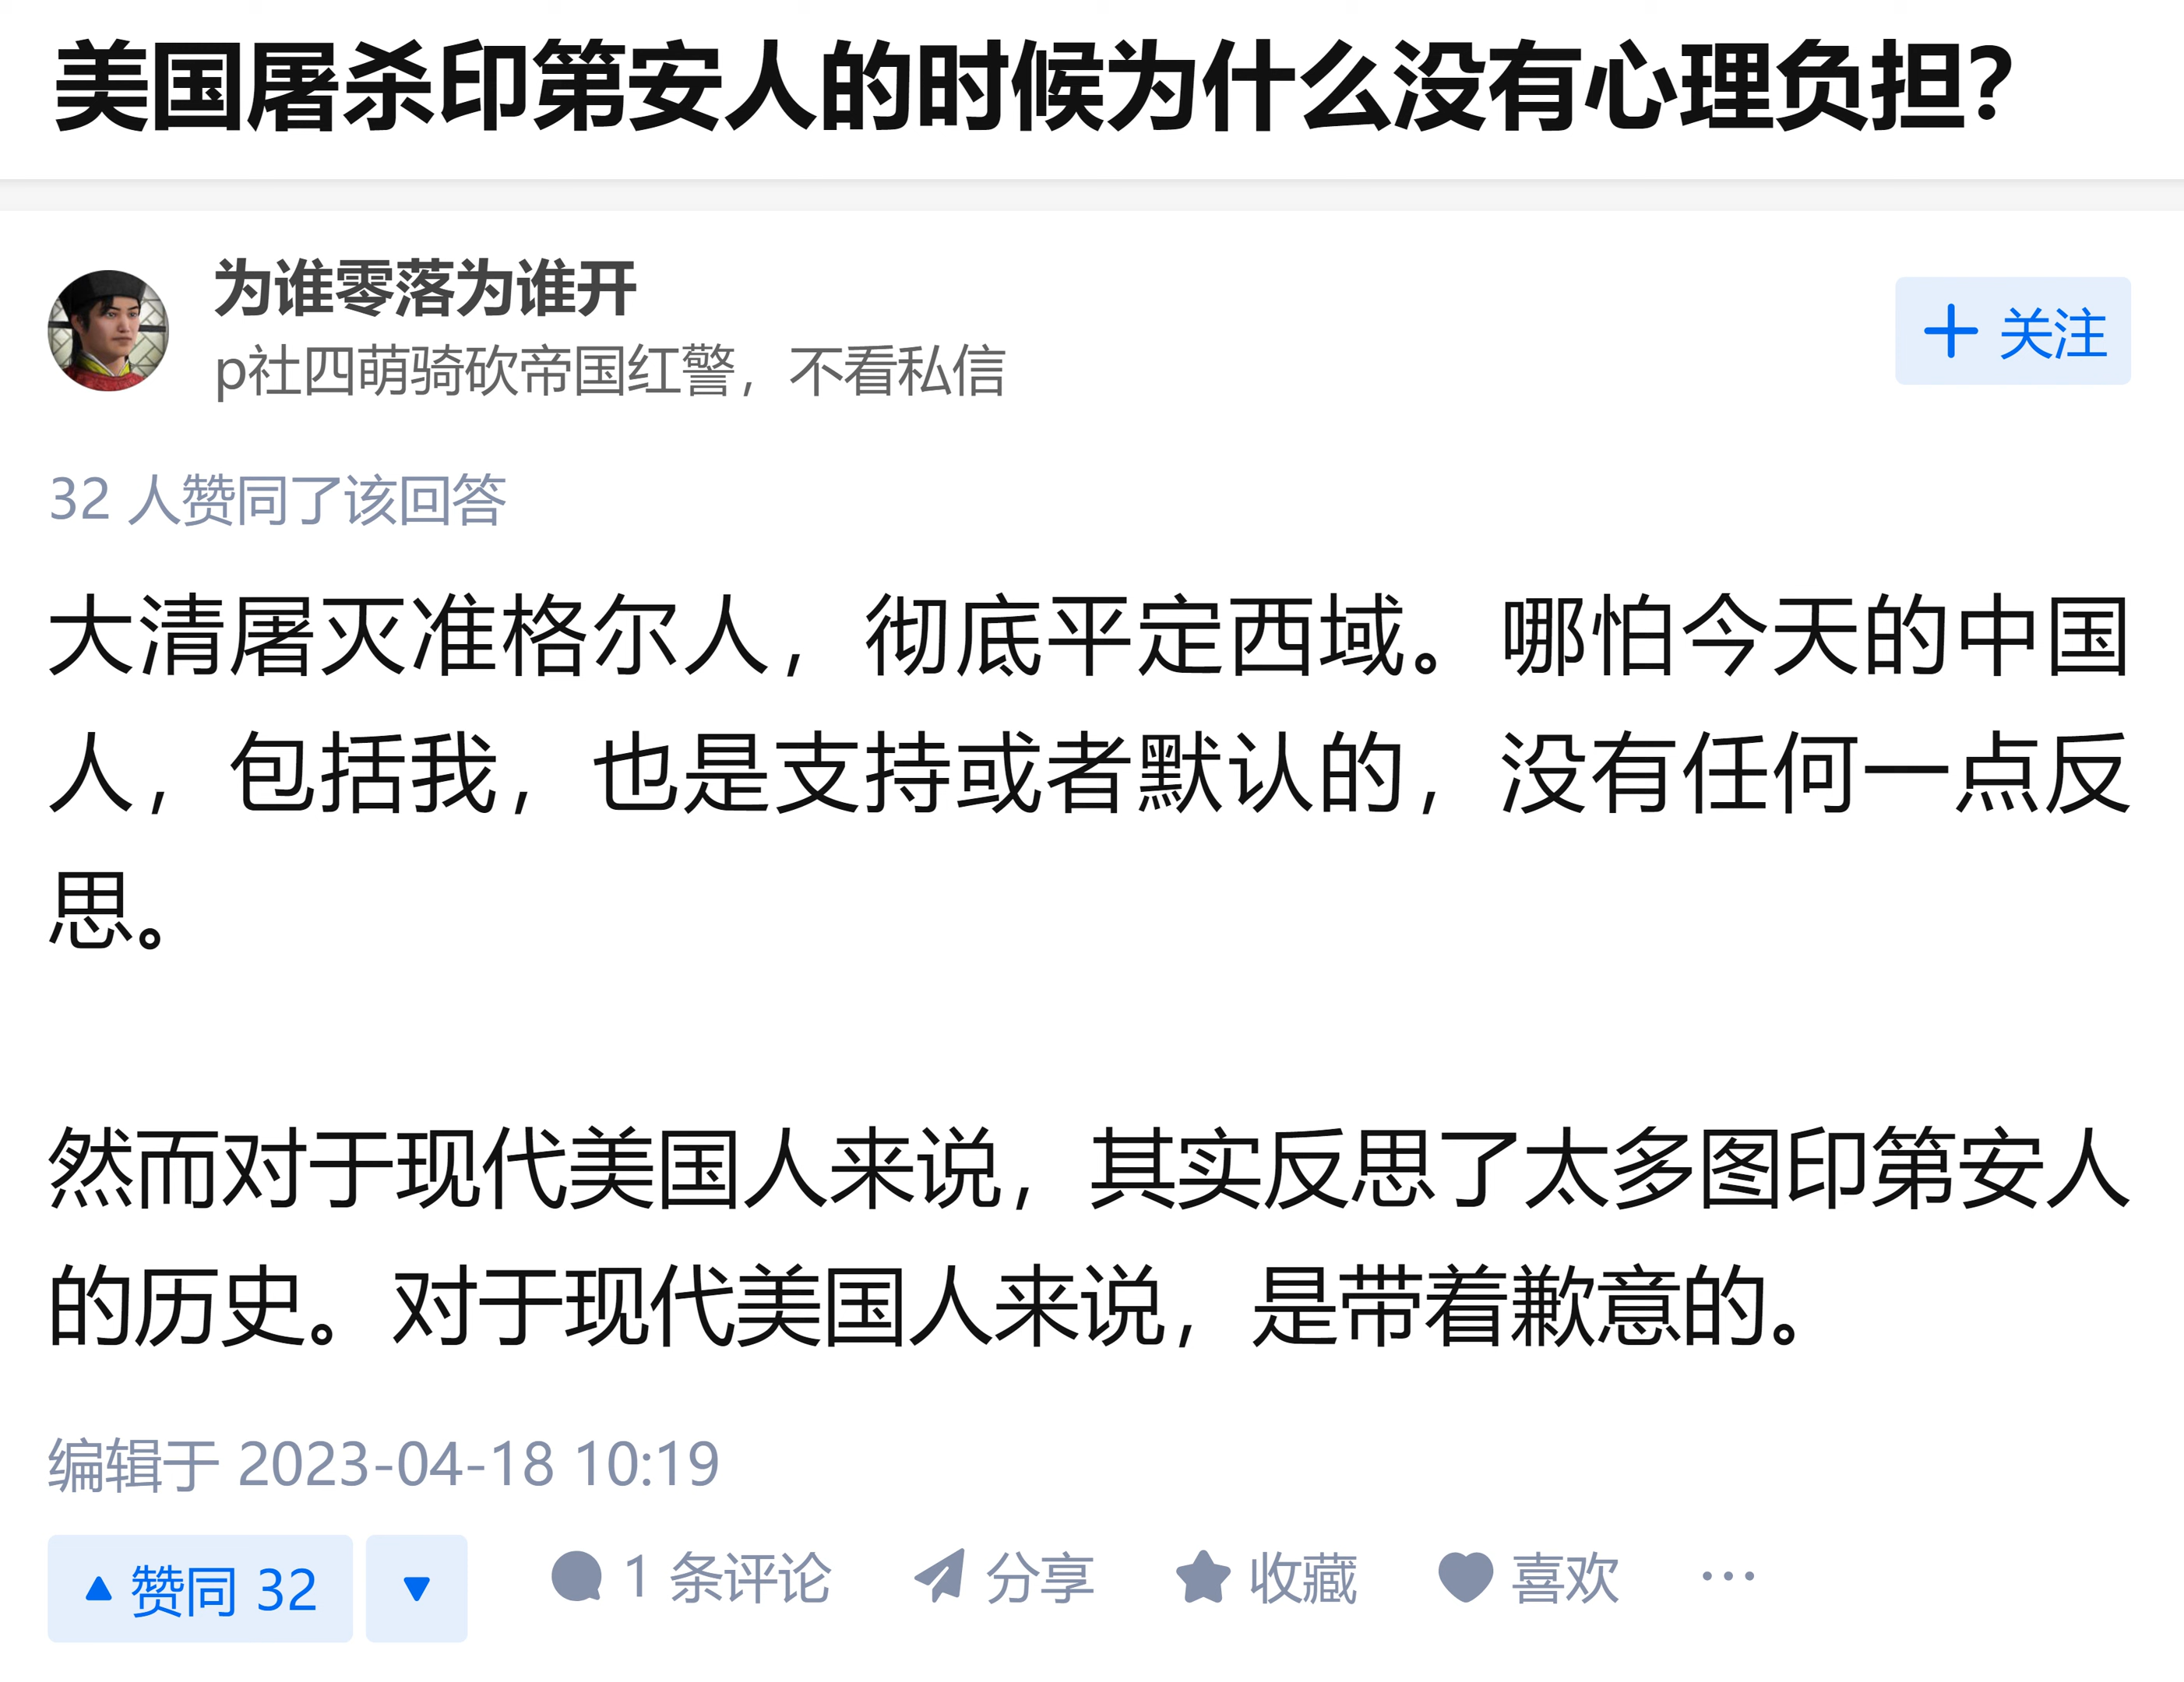 美国屠杀印第安人的时候为什么没有心理负担？
为谁零落为谁开
p社四萌骑砍帝国红警，不看私信
关注
32 人赞同了该回答
大清屠灭准格尔人，彻底平定西域。哪怕今天的中国
人，包括我，也是支持或者默认的，没有任何一点反
思。
然而对于现代美国人来说，其实反思了太多图印第安人
的历史。对于现代美国人来说，是带着歉意的。
编辑于 2023-04-18 10:19
赞同 32
1 条评论
分享
收藏
喜欢